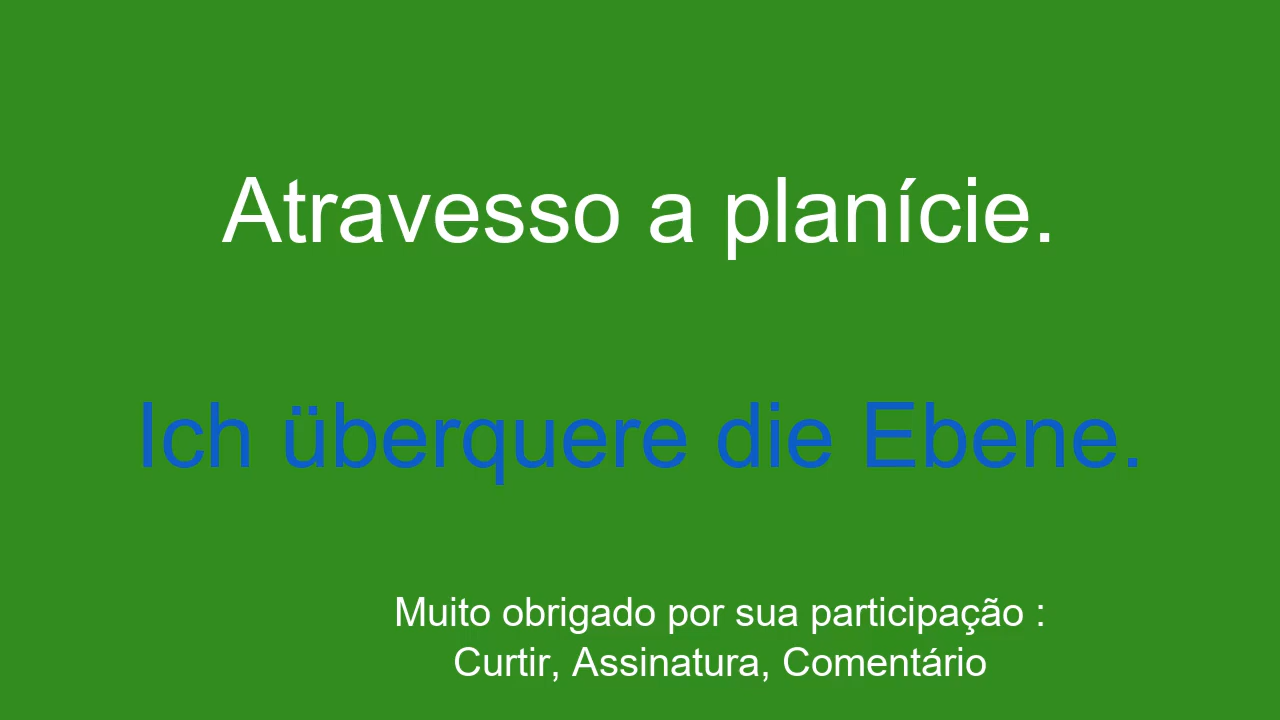 Atravesso a planície.
Ich überquere die Ebene.
Muito obrigado por sua participação :
Curtir, Assinatura, Comentário